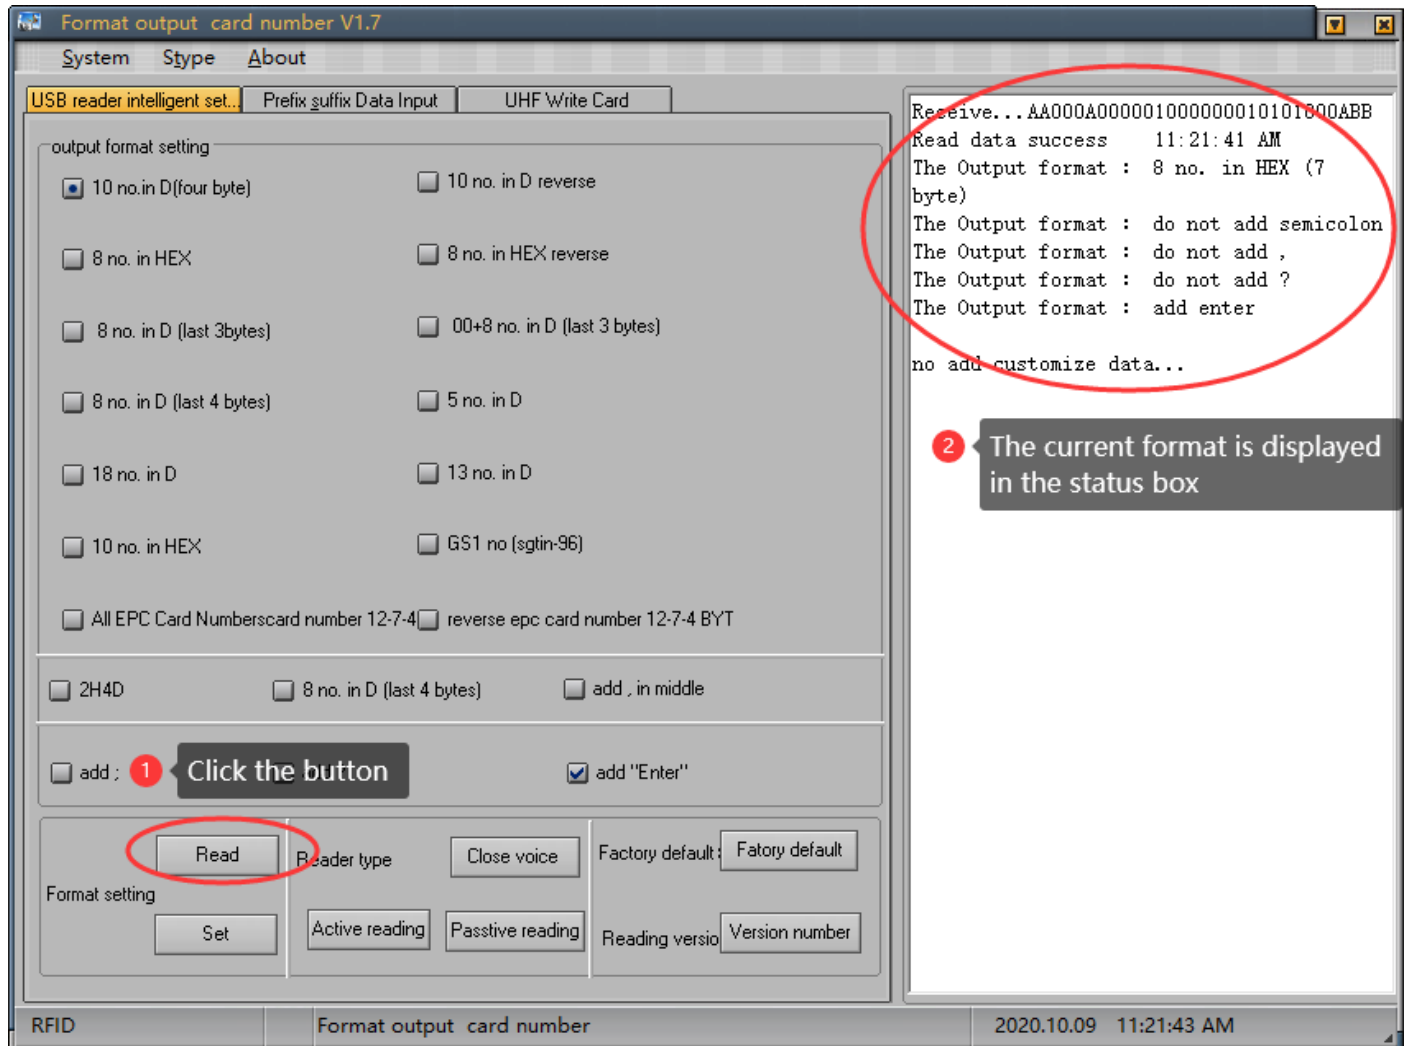 Format output card number V1.7
System Stype About
USB reader intelligent set...
Prefix suffix Data Input
UHF Write Card
output format setting
10 no.in D(four byte)
10 no. in D reverse
8 no. in HEX
8 no. in HEX reverse
8 no. in D (last 3bytes)
00+8 no. in D (last 3 bytes)
8 no. in D (last 4 bytes)
5 no. in D
18 no. in D
13 no. in D
10 no. in HEX
GS1 no (sgtin-96)
All EPC Card Numberscard number 12-7-4
reverse epc card number 12-7-4 BYT
2H4D
8 no. in D (last 4 bytes)
add , in middle
add ;
1
Click the button
add "Enter"
Read
Format setting
Set
Reader type
Close voice
Active reading
Passtive reading
Factory default:
Fatory default
Reading versio
Version number
Receive...AA000A0000010000000010101000ABB
Read data success 11:21:41 AM
The Output format : 8 no. in HEX (7
byte)
The Output format : do not add semicolon
The Output format : do not add ,
The Output format : do not add ?
The Output format : add enter
no add customize data...
2
The current format is displayed
in the status box
RFID
Format output card number
2020.10.09 11:21:43 AM